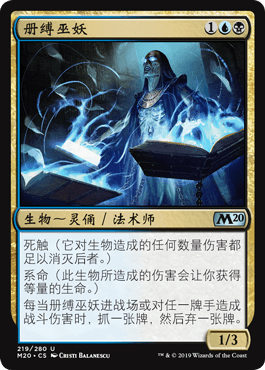 册缚巫妖 1
生物～灵俑／法术师 M20
死触（它对生物造成的任何数量伤害都
足以消灭后者。）
系命（此生物所造成的伤害会让你获得
等量的生命。）
每当册缚巫妖进战场或对任一牌手造成
战斗伤害时，抓一张牌，然后弃一张牌。
1/3
219/280 U
M20 • CS CRISTI BALANESCU
™ & © 2019 Wizards of the Coast